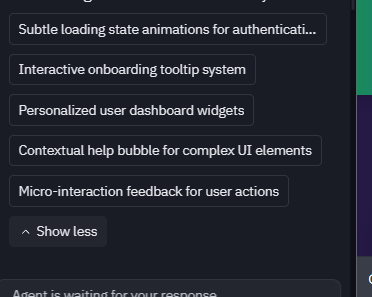 Subtle loading state animations for authenticati...
Interactive onboarding tooltip system
Personalized user dashboard widgets
Contextual help bubble for complex UI elements
Micro-interaction feedback for user actions
Show less
Agent is waiting for your response